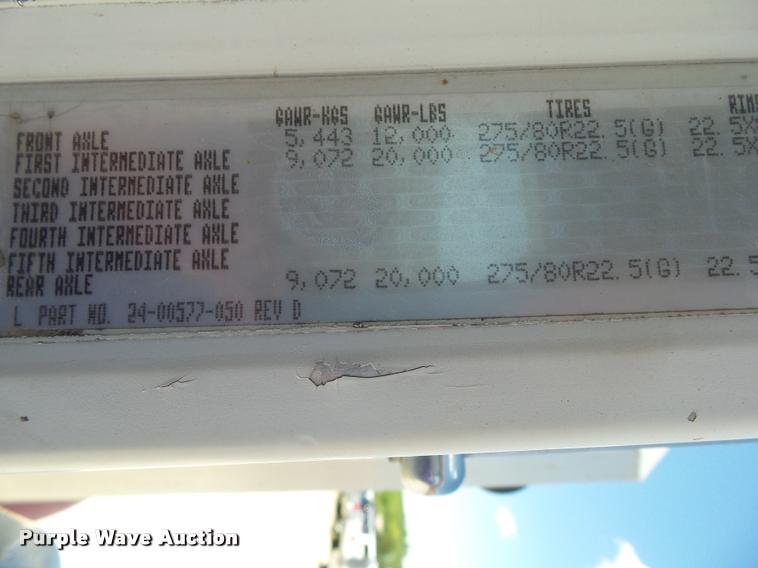 GAWR-KGS GAWR-LBS TIRES RIMS
FRONT AXLE 5,443 12,000 275/80R22.5(G) 22.5X
FIRST INTERMEDIATE AXLE 9,072 20,000 275/80R22.5(G) 22.5X
SECOND INTERMEDIATE AXLE
THIRD INTERMEDIATE AXLE
FOURTH INTERMEDIATE AXLE
FIFTH INTERMEDIATE AXLE
REAR AXLE 9,072 20,000 275/80R22.5(G) 22.5
L PART NO. 24-00577-050 REV D
Purple Wave Auction